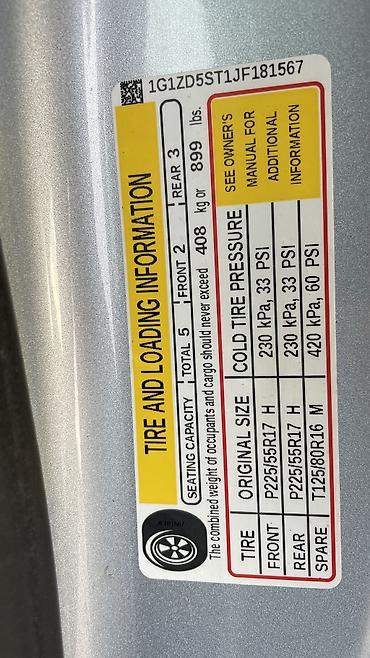 1G1ZD5ST1JF181567
TIRE AND LOADING INFORMATION
SEATING CAPACITY TOTAL 5 FRONT 2 REAR 3
The combined weight of occupants and cargo should never exceed 408 kg or 899 lbs.
TIRE ORIGINAL SIZE COLD TIRE PRESSURE
FRONT P225/55R17 H 230 kPa, 33 PSI
REAR P225/55R17 H 230 kPa, 33 PSI
SPARE T125/80R16 M 420 kPa, 60 PSI
SEE OWNER'S
MANUAL FOR
ADDITIONAL
INFORMATION